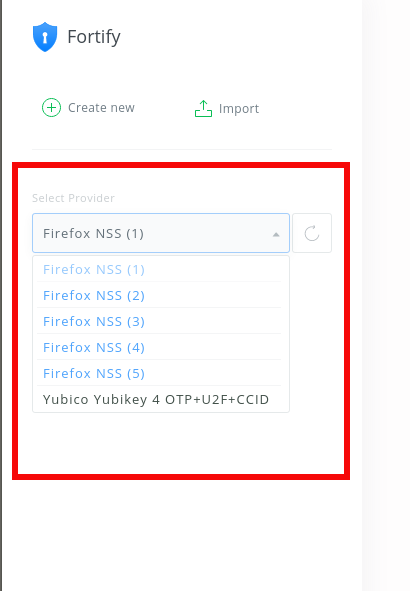 Fortify
Create new
Import
Select Provider
Firefox NSS (1)
Firefox NSS (1)
Firefox NSS (2)
Firefox NSS (3)
Firefox NSS (4)
Firefox NSS (5)
Yubico Yubikey 4 OTP+U2F+CCID